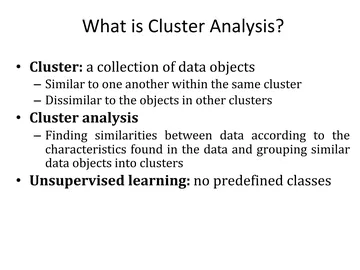 What is Cluster Analysis?
• Cluster: a collection of data objects
– Similar to one another within the same cluster
– Dissimilar to the objects in other clusters
• Cluster analysis
– Finding similarities between data according to the
characteristics found in the data and grouping similar
data objects into clusters
• Unsupervised learning: no predefined classes